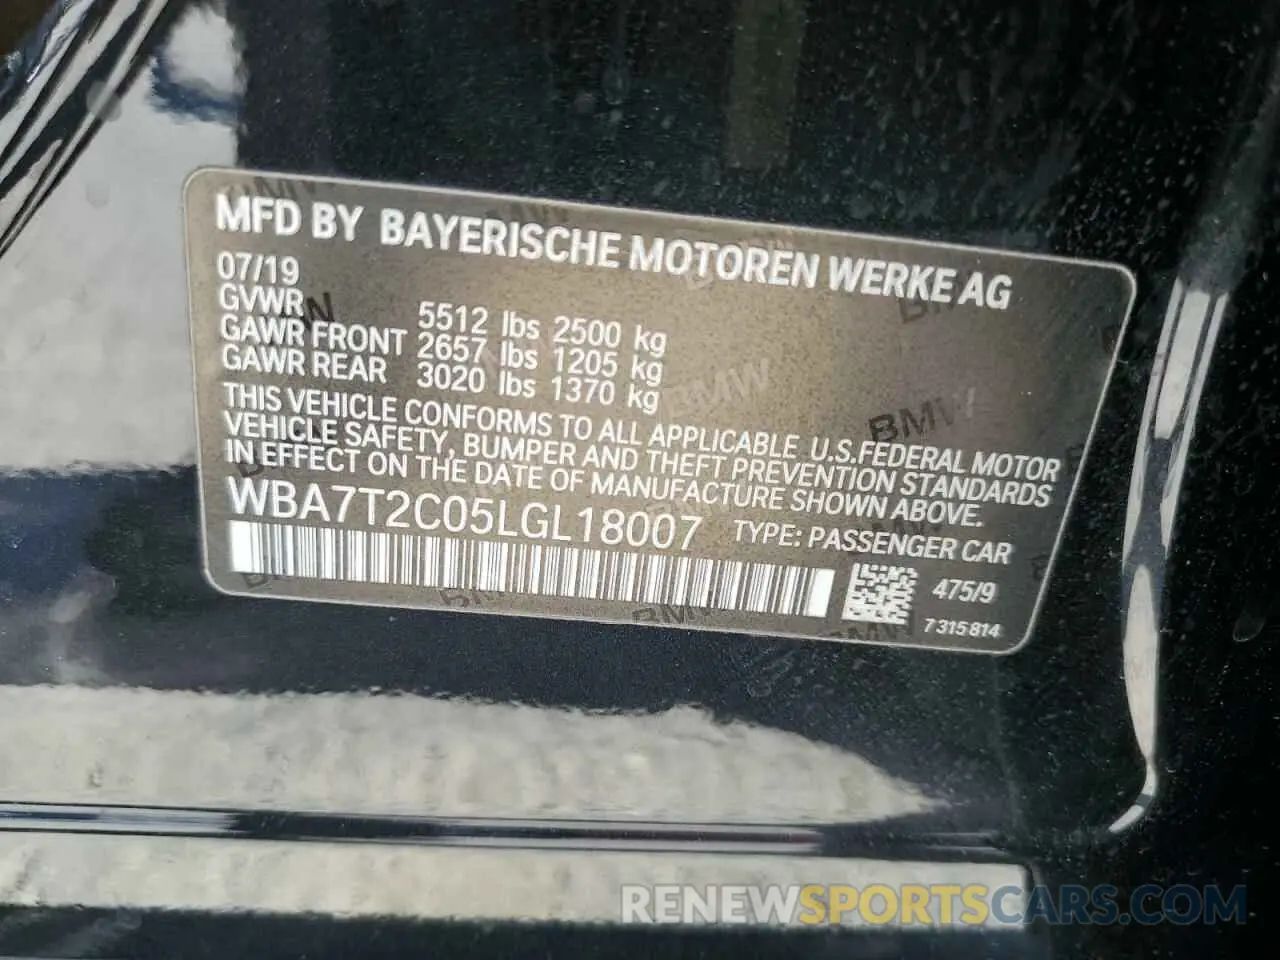 MFD BY BAYERISCHE MOTOREN WERKE AG
07/19
GVWR 5512 lbs 2500 kg
GAWR FRONT 2657 lbs 1205 kg
GAWR REAR 3020 lbs 1370 kg
THIS VEHICLE CONFORMS TO ALL APPLICABLE U.S.FEDERAL MOTOR
VEHICLE SAFETY, BUMPER AND THEFT PREVENTION STANDARDS
IN EFFECT ON THE DATE OF MANUFACTURE SHOWN ABOVE.
WBA7T2C05LGL18007 TYPE: PASSENGER CAR
475/9
7 315 814
RENEWSPORTSCARS.COM